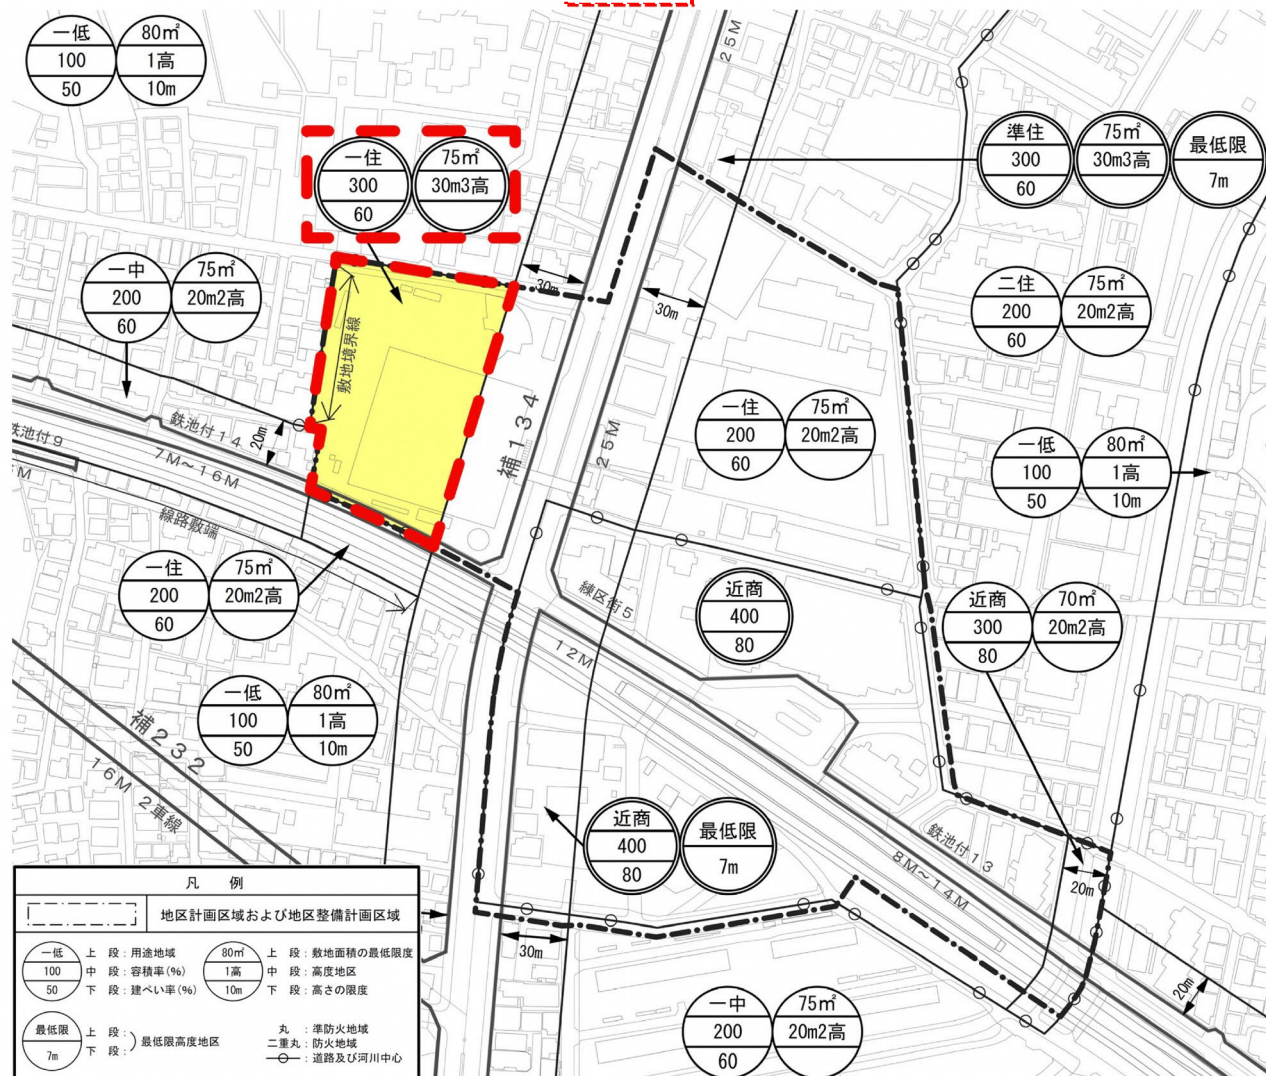 一低
100
50
80㎡
1高
10m
25M
一住
300
60
75㎡
30m3高
準住
300
60
75㎡
30m3高
最低限
7m
一中
200
60
75㎡
20m2高
30m
30m
二住
200
60
75㎡
20m2高
敷地境界線
鉄池付14
20m
鉄池付9
7M～16M
線路敷端
補134
25M
一住
200
60
75㎡
20m2高
一低
100
50
80㎡
1高
10m
一住
200
60
75㎡
20m2高
練区街5
近商
400
80
近商
300
80
70㎡
20m2高
12M
一低
100
50
80㎡
1高
10m
補232
16M 2車線
近商
400
80
最低限
7m
鉄池付13
8M～14M
20m
30m
20m
一中
200
60
75㎡
20m2高
凡 例
地区計画区域および地区整備計画区域
一低
100
50
上 段：用途地域
中 段：容積率(%)
下 段：建ぺい率(%)
80㎡
1高
10m
上 段：敷地面積の最低限度
中 段：高度地区
下 段：高さの限度
最低限
7m
上 段：
下 段：
最低限高度地区
丸 ：準防火地域
二重丸：防火地域
：道路及び河川中心